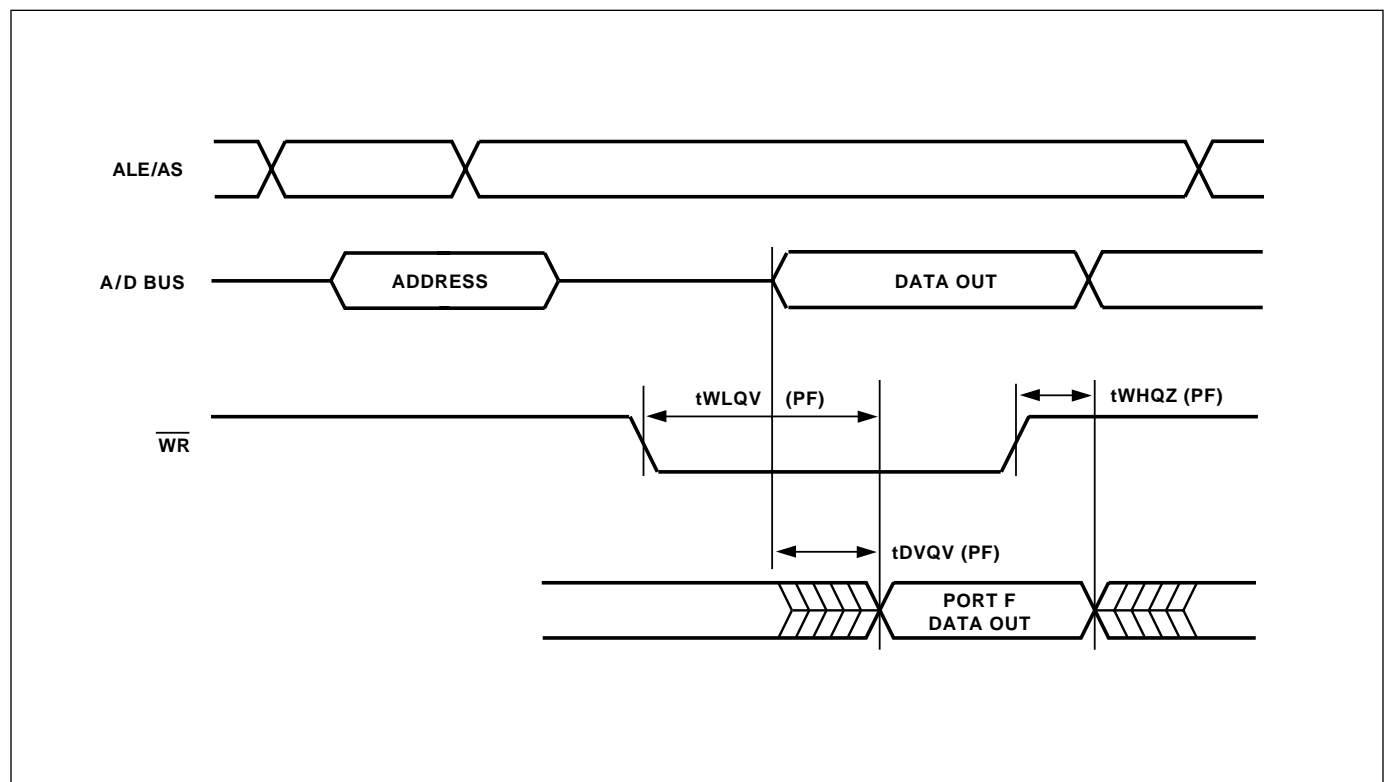 ALE/AS
A/D BUS
ADDRESS
DATA OUT
tWLQV (PF)
tWHQZ (PF)
WR
tDVQV (PF)
PORT F
DATA OUT